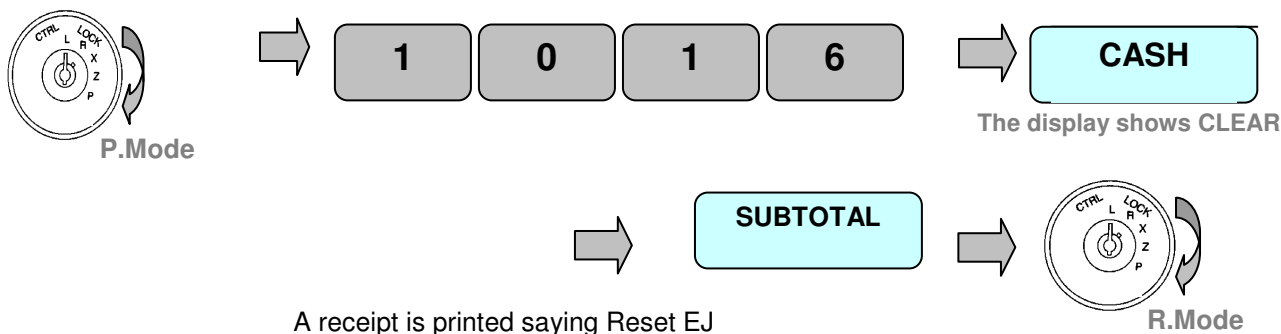 CTRL L LOCK R X Z P
P.Mode
1 0 1 6
CASH
The display shows CLEAR
SUBTOTAL
CTRL L LOCK R X Z P
R.Mode
A receipt is printed saying Reset EJ